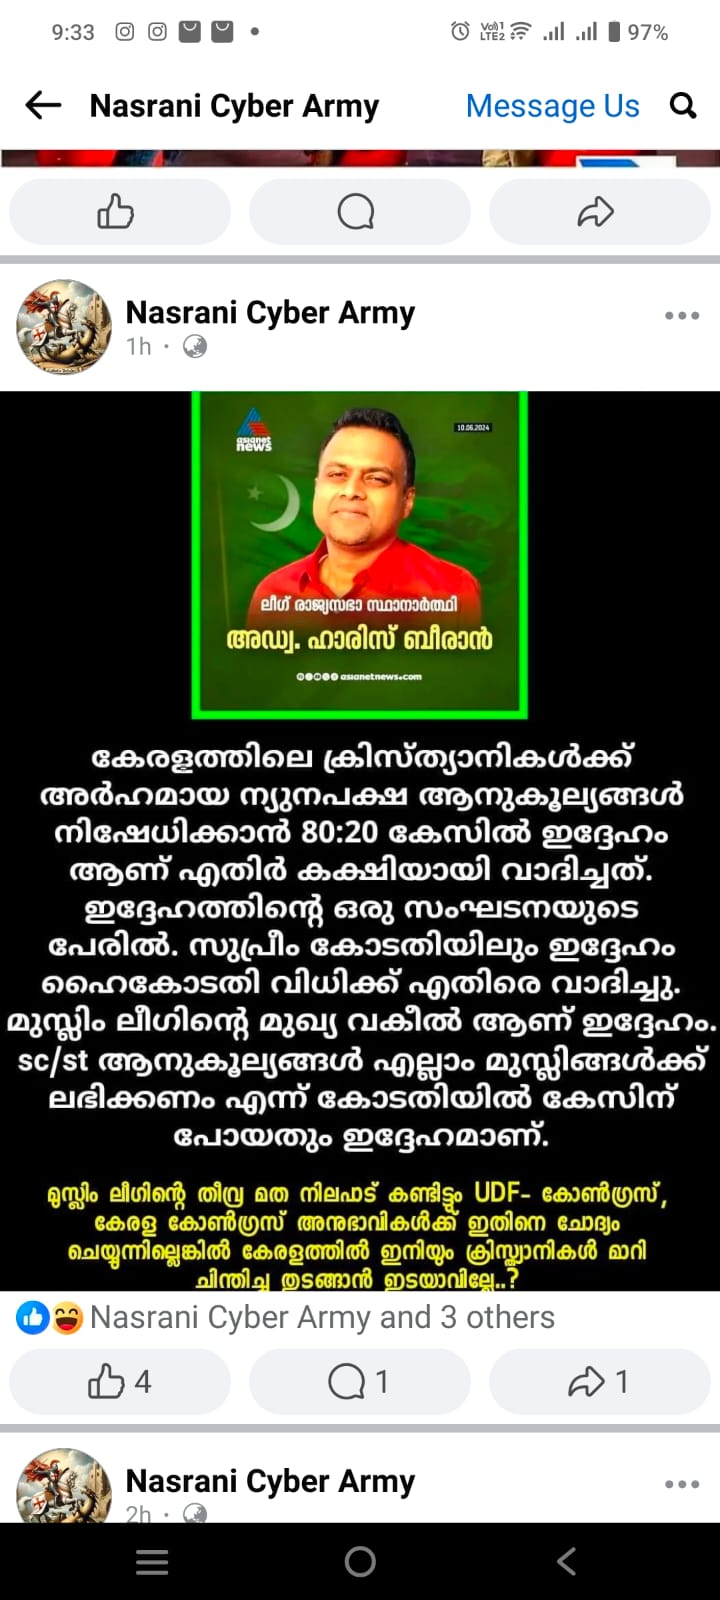 9:33
Vo)) 1
LTE2
97%
Nasrani Cyber Army
Message Us
Nasrani Cyber Army
1h ·
asianet
news
10.06.2024
ലീഗ് രാജ്യസഭാ സ്ഥാനാർത്ഥി
അഡ്വ. ഹാരിസ് ബീരാൻ
asianetnews.com
കേരളത്തിലെ ക്രിസ്ത്യാനികൾക്ക്
അർഹമായ ന്യുനപക്ഷ ആനുകൂല്യങ്ങൾ
നിഷേധിക്കാൻ 80:20 കേസിൽ ഇദ്ദേഹം
ആണ് എതിർ കക്ഷിയായി വാദിച്ചത്.
ഇദ്ദേഹത്തിന്റെ ഒരു സംഘടനയുടെ
പേരിൽ. സുപ്രീം കോടതിയിലും ഇദ്ദേഹം
ഹൈകോടതി വിധിക്ക് എതിരെ വാദിച്ചു.
മുസ്ലിം ലീഗിന്റെ മുഖ്യ വകീൽ ആണ് ഇദ്ദേഹം.
sc/st ആനുകൂല്യങ്ങൾ എല്ലാം മുസ്ലിങ്ങൾക്ക്
ലഭിക്കണം എന്ന് കോടതിയിൽ കേസിന്
പോയതും ഇദ്ദേഹമാണ്.
മുസ്ലിം ലീഗിന്റെ തീവ്ര മത നിലപാട് കണ്ടിട്ടും UDF- കോൺഗ്രസ്,
കേരള കോൺഗ്രസ് അനുഭാവികൾക്ക് ഇതിനെ ചോദ്യം
ചെയ്യുന്നില്ലെങ്കിൽ കേരളത്തിൽ ഇനിയും ക്രിസ്ത്യാനികൾ മാറി
ചിന്തിച്ചു തുടങ്ങാൻ ഇടയാവില്ലേ..?
Nasrani Cyber Army and 3 others
4
1
1
Nasrani Cyber Army
2h ·